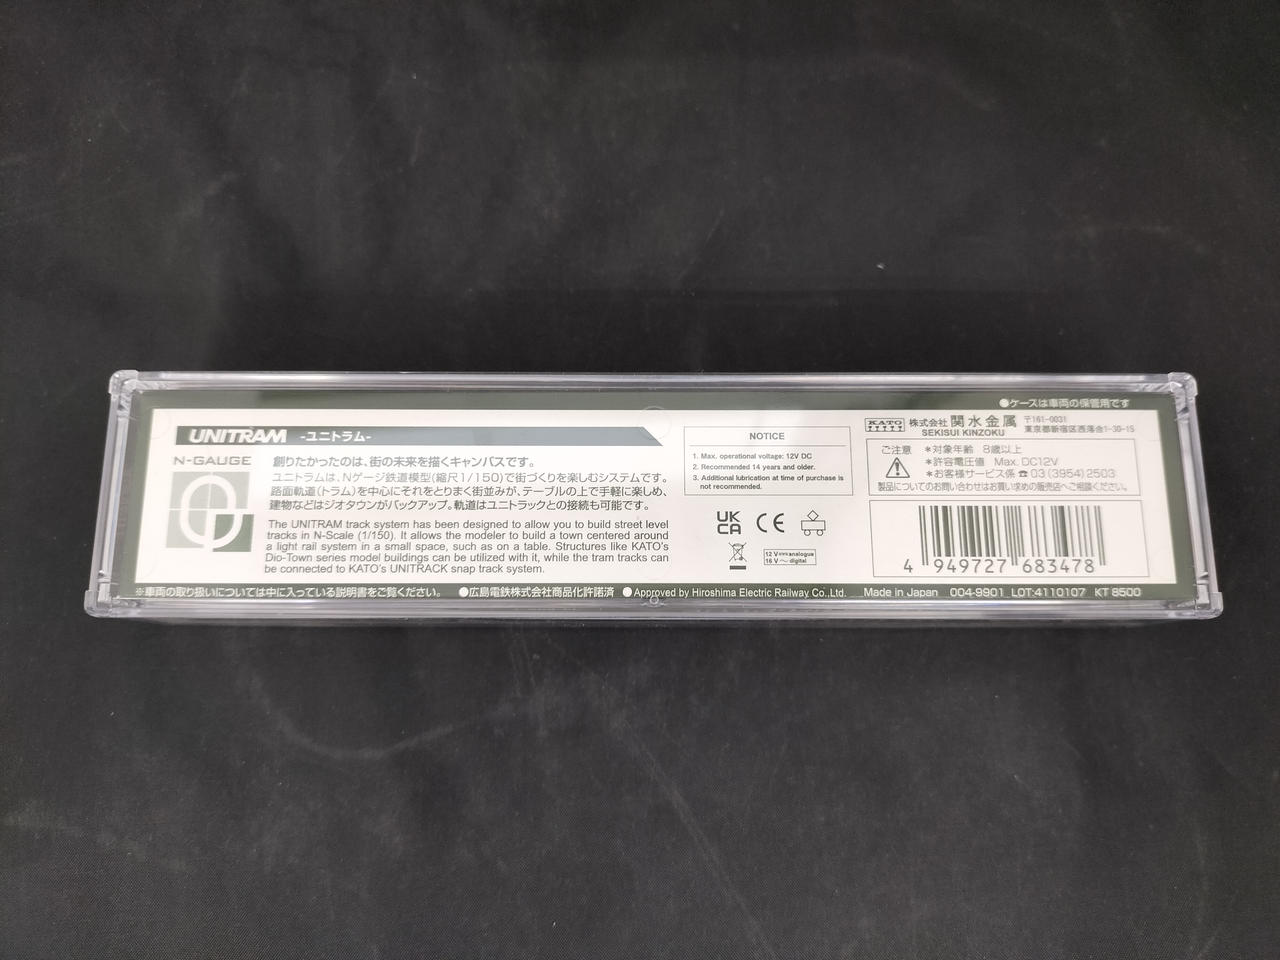 ●ケースは車両の保管用です
UNITRAM -ユニトラム-
N-GAUGE
創りたかったのは、街の未来を描くキャンバスです。
ユニトラムは、Nゲージ鉄道模型(縮尺1/150)で街づくりを楽しむシステムです。
路面軌道(トラム)を中心にそれをとりまく街並みが、テーブルの上で手軽に楽しめ、
建物などはジオタウンがバックアップ。軌道はユニトラックとの接続も可能です。
The UNITRAM track system has been designed to allow you to build street level
tracks in N-Scale (1/150). It allows the modeler to build a town centered around
a light rail system in a small space, such as on a table. Structures like KATO's
Dio-Town series model buildings can be utilized with it, while the tram tracks can
be connected to KATO's UNITRACK snap track system.
NOTICE
1. Max. operational voltage: 12V DC
2. Recommended 14 years and older.
3. Additional lubrication at time of purchase is
not recommended.
UK
CA
CE
12 V analogue
16 V digital
KATO 株式会社 関水金属
SEKISUI KINZOKU
〒161-0031
東京都新宿区西落合1-30-15
ご注意
*対象年齢 8歳以上
*許容電圧値 Max. DC12V
*お客様サービス係☎03(3954)2503
製品についてのお問い合わせはお買い求めの販売店へご相談ください。
4 949727 683478
※車両の取り扱いについては中に入っている説明書をご覧ください。
●広島電鉄株式会社商品化許諾済
●Approved by Hiroshima Electric Railway Co.,Ltd.
Made in Japan 004-9901 LOT:4110107 KT 8500